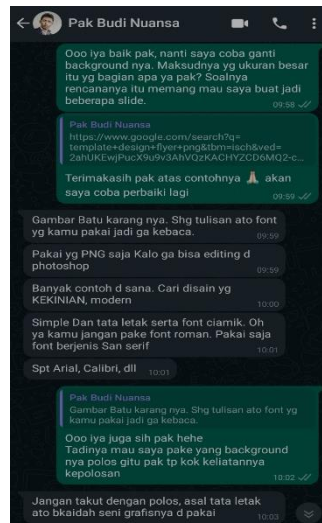 Pak Budi Nuansa
Ooo iya baik pak, nanti saya coba ganti
background nya. Maksudnya yg ukuran besar
itu yg bagian apa ya pak? Soalnya
rencananya itu memang mau saya buat jadi
beberapa slide.
09:58
Pak Budi Nuansa
https://www.google.com/search?q=
template+design+flyer+png&tbm=isch&ved=
2ahUKEwjPucX9u9v3AhVQzKACHYZCD6MQ2-c...
Terimakasih pak atas contohnya 🙏 akan
saya coba perbaiki lagi
09:59
Gambar Batu karang nya. Shg tulisan ato font
yg kamu pakai jadi ga kebaca.
09:59
Pakai yg PNG saja Kalo ga bisa editing d
photoshop
09:59
Banyak contoh d sana. Cari disain yg
KEKINIAN, modern
10:00
Simple Dan tata letak serta font ciamik. Oh
ya kamu jangan pake font roman. Pakai saja
font berjenis San serif
10:01
Spt Arial, Calibri, dll
10:01
Pak Budi Nuansa
Gambar Batu karang nya. Shg tulisan ato font yg
kamu pakai jadi ga kebaca.
Ooo iya juga sih pak hehe
Tadinya mau saya pake yang background
nya polos gitu pak tp kok keliatannya
kepolosan
10:02
Jangan takut dengan polos, asal tata letak
ato bkaidah seni grafisnya d pakai
10:03